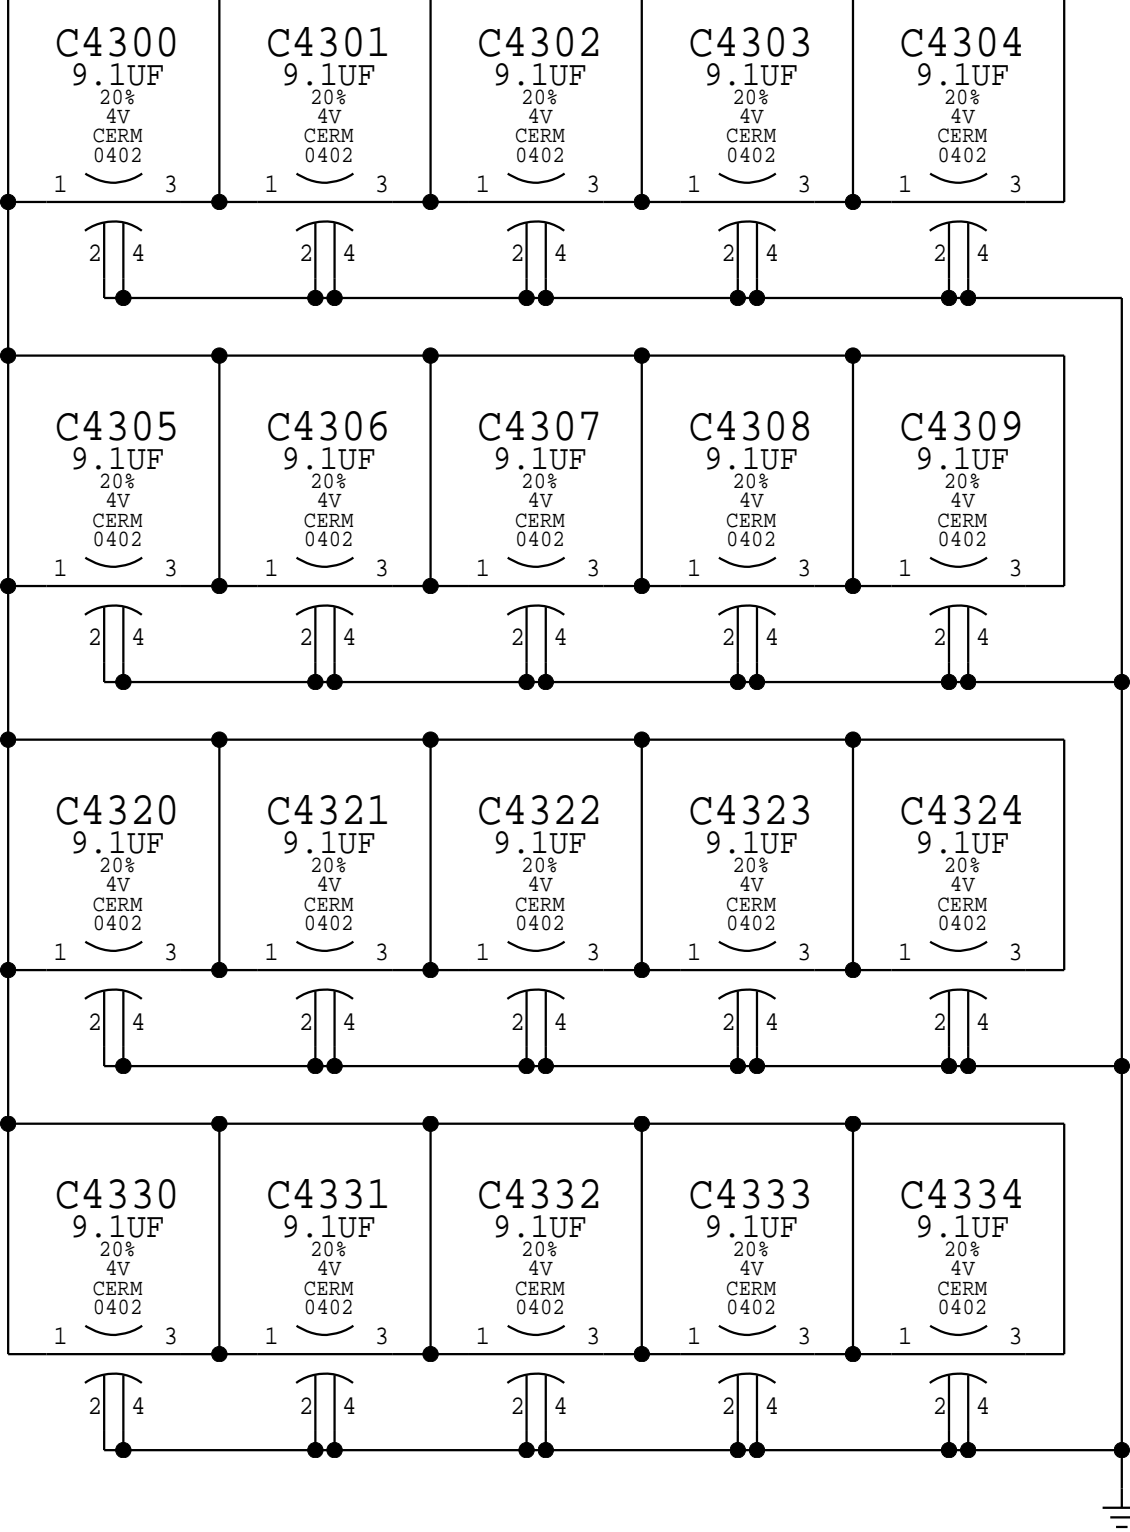 C4300 C4301 C4302 C4303 C4304
9.1UF 9.1UF 9.1UF 9.1UF 9.1UF
20% 20% 20% 20% 20%
4V 4V 4V 4V 4V
CERM CERM CERM CERM CERM
0402 0402 0402 0402 0402
1 3 1 3 1 3 1 3 1 3
2 4 2 4 2 4 2 4 2 4
C4305 C4306 C4307 C4308 C4309
9.1UF 9.1UF 9.1UF 9.1UF 9.1UF
20% 20% 20% 20% 20%
4V 4V 4V 4V 4V
CERM CERM CERM CERM CERM
0402 0402 0402 0402 0402
1 3 1 3 1 3 1 3 1 3
2 4 2 4 2 4 2 4 2 4
C4320 C4321 C4322 C4323 C4324
9.1UF 9.1UF 9.1UF 9.1UF 9.1UF
20% 20% 20% 20% 20%
4V 4V 4V 4V 4V
CERM CERM CERM CERM CERM
0402 0402 0402 0402 0402
1 3 1 3 1 3 1 3 1 3
2 4 2 4 2 4 2 4 2 4
C4330 C4331 C4332 C4333 C4334
9.1UF 9.1UF 9.1UF 9.1UF 9.1UF
20% 20% 20% 20% 20%
4V 4V 4V 4V 4V
CERM CERM CERM CERM CERM
0402 0402 0402 0402 0402
1 3 1 3 1 3 1 3 1 3
2 4 2 4 2 4 2 4 2 4